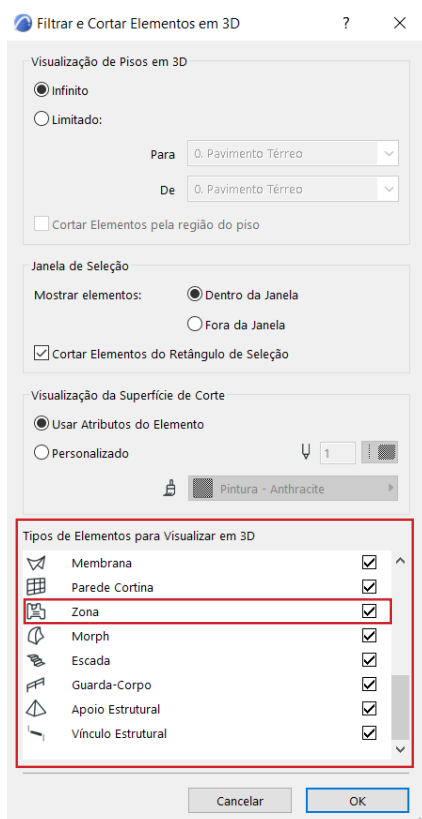 Filtrar e Cortar Elementos em 3D ? ×
Visualização de Pisos em 3D
Infinito
Limitado:
Para 0. Pavimento Térreo
De 0. Pavimento Térreo
Cortar Elementos pela região do piso
Janela de Seleção
Mostrar elementos: Dentro da Janela
Fora da Janela
Cortar Elementos do Retângulo de Seleção
Visualização da Superfície de Corte
Usar Atributos do Elemento
Personalizado 1
Pintura - Anthracite
Tipos de Elementos para Visualizar em 3D
Membrana
Parede Cortina
Zona
Morph
Escada
Guarda-Corpo
Apoio Estrutural
Vínculo Estrutural
Cancelar OK